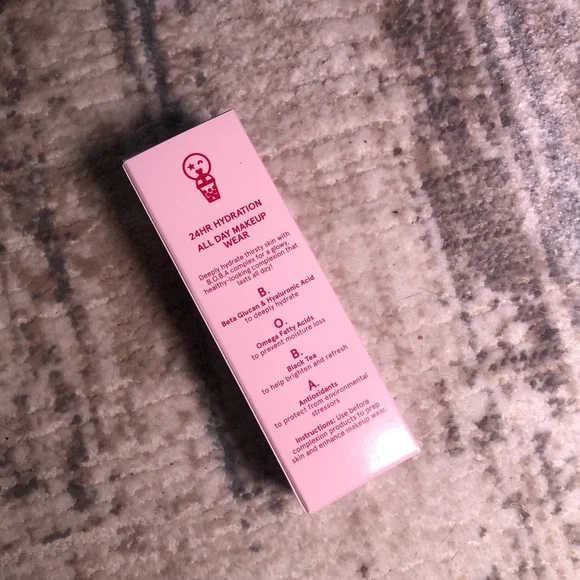 24HR HYDRATION
ALL DAY MAKEUP
WEAR
Deeply hydrate thirsty skin with
B.O.B.A complex for a glowy,
healthy-looking complexion that
lasts all day!
B.
Beta Glucan & Hyaluronic Acid
to deeply hydrate
O.
Omega Fatty Acids
to prevent moisture loss
B.
Black Tea
to help brighten and refresh
A.
Antioxidants
to protect from environmental
stressors
Instructions: Use before
complexion products to prep
skin and enhance makeup wear.